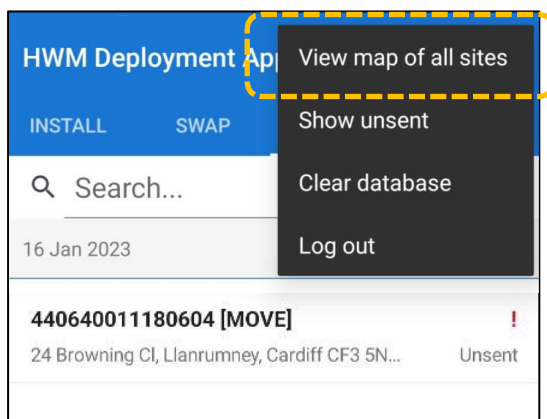 HWM Deployment App
View map of all sites
INSTALL
SWAP
Show unsent
Search...
Clear database
16 Jan 2023
Log out
440640011180604 [MOVE]
!
24 Browning Cl, Llanrumney, Cardiff CF3 5N...
Unsent